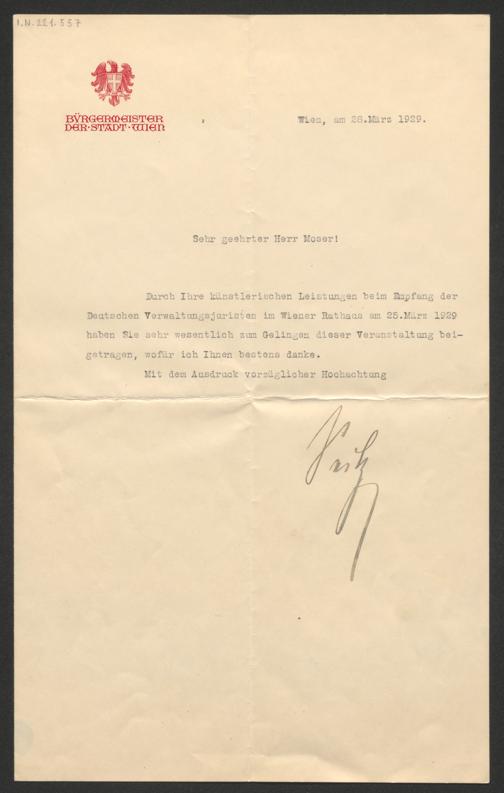 I.N. 221.557
BÜRGERMEISTER
DER·STADT·WIEN
Wien, am 28.März 1929.
Sehr geehrter Herr Moser!
Durch Ihre künstlerischen Leistungen beim Empfang der
Deutschen Verwaltungsjuristen im Wiener Rathaus am 25.März 1929
haben Sie sehr wesentlich zum Gelingen dieser Veranstaltung bei-
getragen, wofür ich Ihnen bestens danke.
Mit dem Ausdruck vorzüglicher Hochachtung
Seitz